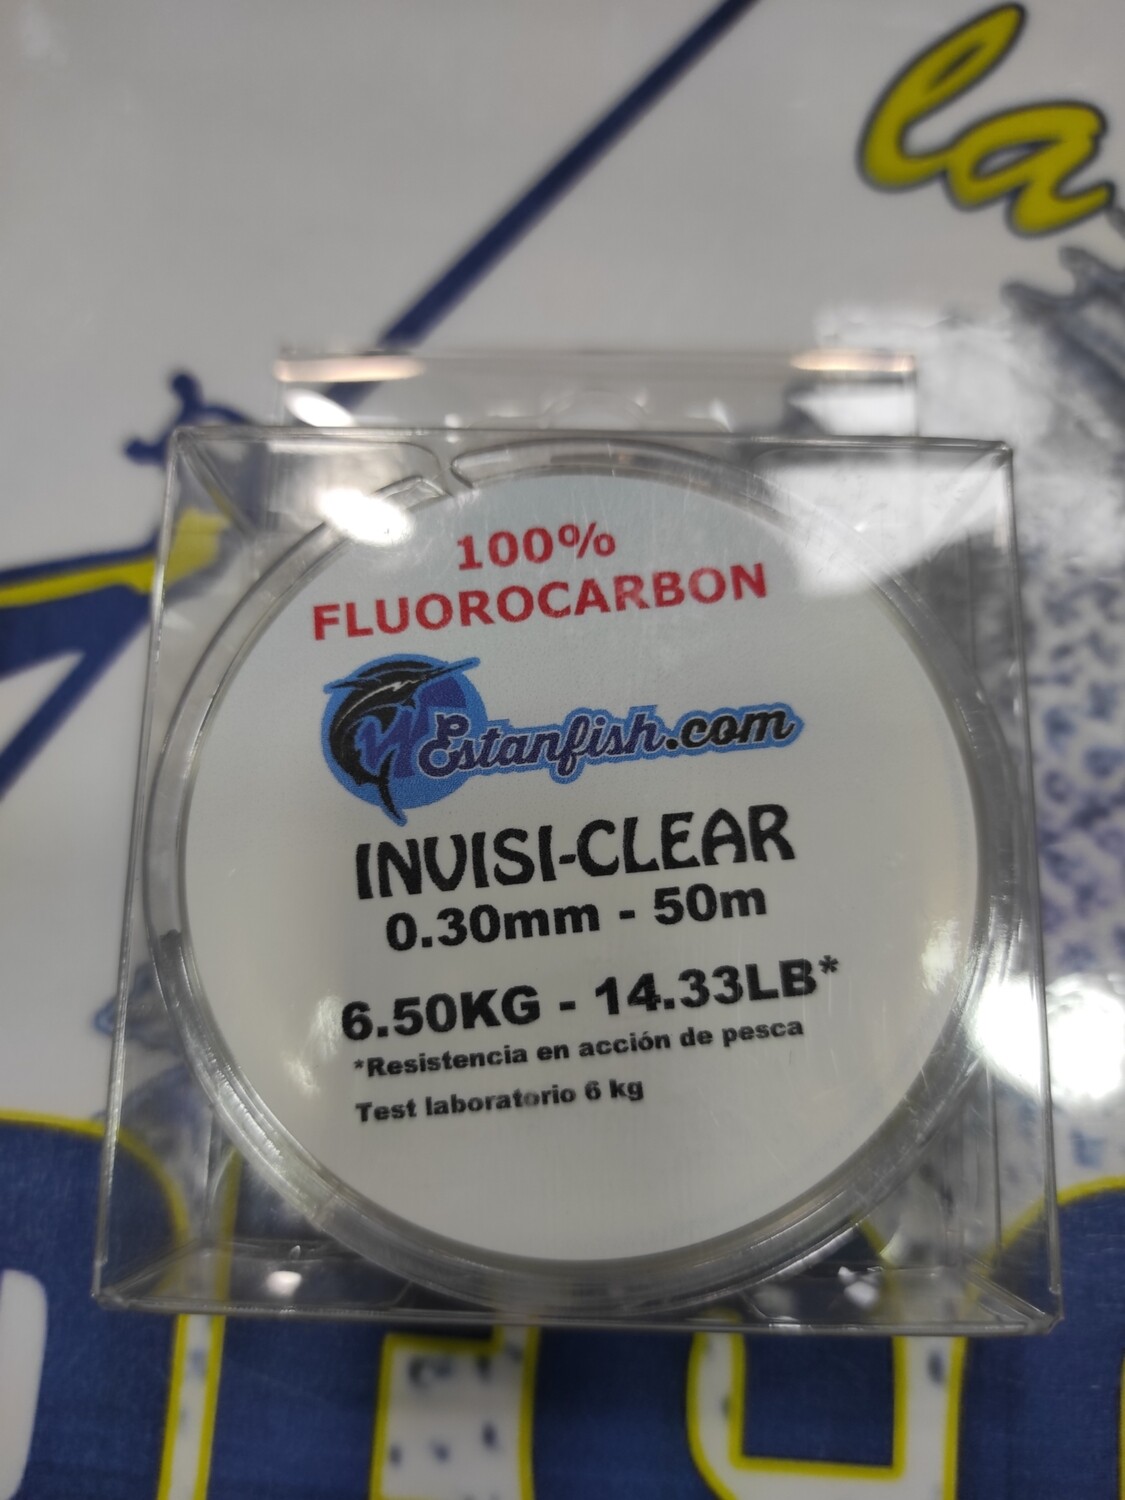 la
100%
FLUOROCARBON
Estanfish.com
INVISI-CLEAR
0.30mm - 50m
6.50KG - 14.33LB*
*Resistencia en acción de pesca
Test laboratorio 6 kg